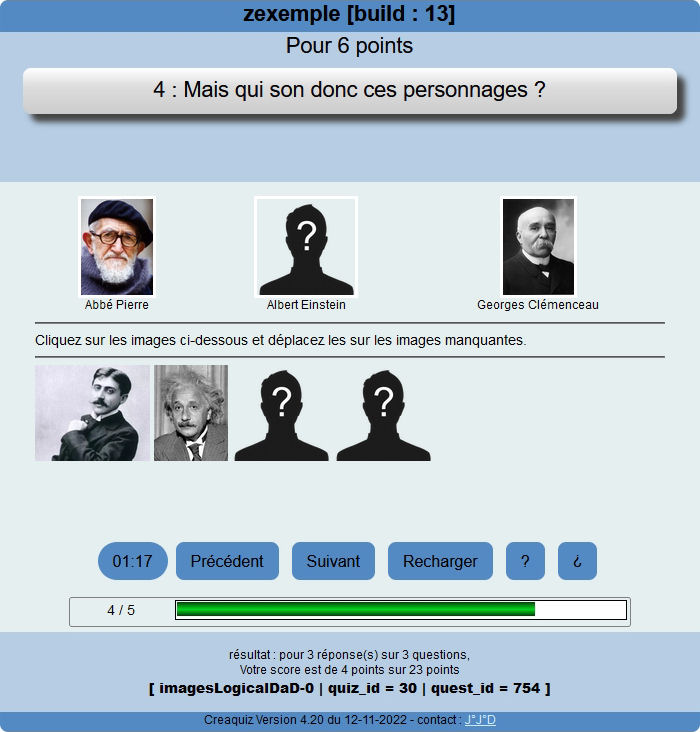 zexemple [build : 13]
Pour 6 points
4 : Mais qui son donc ces personnages ?
?
Abbé Pierre
Albert Einstein
Georges Clémenceau
Cliquez sur les images ci-dessous et déplacez les sur les images manquantes.
? ?
01:17 Précédent Suivant Recharger ? ¿
4 / 5
résultat : pour 3 réponse(s) sur 3 questions,
Votre score est de 4 points sur 23 points
[ imagesLogicalDaD-0 | quiz_id = 30 | quest_id = 754 ]
Creaquiz Version 4.20 du 12-11-2022 - contact : J°J°D